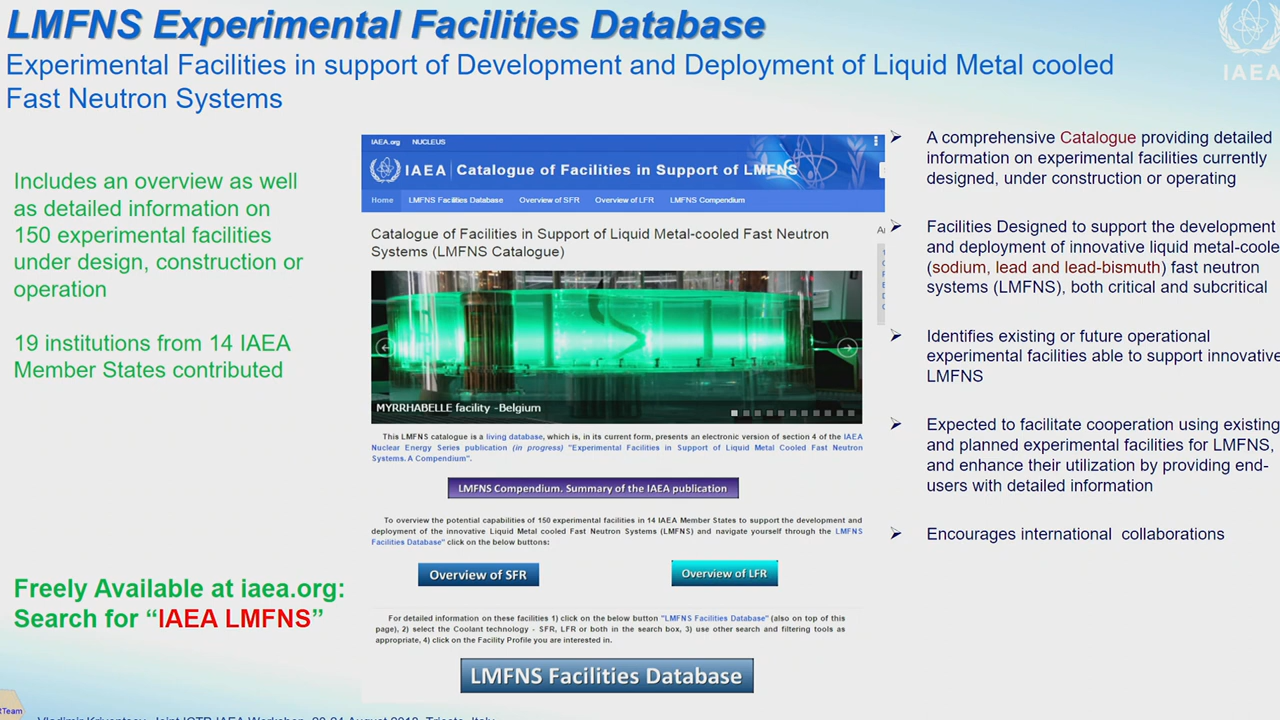 LMFNS Experimental Facilities Database
Experimental Facilities in support of Development and Deployment of Liquid Metal cooled
Fast Neutron Systems
IAEA
Includes an overview as well
as detailed information on
150 experimental facilities
under design, construction or
operation
19 institutions from 14 IAEA
Member States contributed
Freely Available at iaea.org:
Search for “IAEA LMFNS”
IAEA.org NUCLEUS
IAEA Catalogue of Facilities in Support of LMFNS
Home LMFNS Facilities Database Overview of SFR Overview of LFR LMFNS Compendium
Catalogue of Facilities in Support of Liquid Metal-cooled Fast Neutron
Systems (LMFNS Catalogue)
MYRRHABELLE facility -Belgium
This LMFNS catalogue is a living database, which is, in its current form, presents an electronic version of section 4 of the IAEA
Nuclear Energy Series publication (in progress) "Experimental Facilities in Support of Liquid Metal Cooled Fast Neutron
Systems. A Compendium".
LMFNS Compendium. Summary of the IAEA publication
To overview the potential capabilities of 150 experimental facilities in 14 IAEA Member States to support the development and
deployment of the innovative Liquid Metal cooled Fast Neutron Systems (LMFNS) and navigate yourself through the LMFNS
Facilities Database" click on the below buttons:
Overview of SFR
Overview of LFR
For detailed information on these facilities 1) click on the below button "LMFNS Facilities Database" (also on top of this
page), 2) select the Coolant technology - SFR, LFR or both in the search box, 3) use other search and filtering tools as
appropriate, 4) click on the Facility Profile you are interested in.
LMFNS Facilities Database
A comprehensive Catalogue providing detailed
information on experimental facilities currently
designed, under construction or operating
Facilities Designed to support the development
and deployment of innovative liquid metal-coole
(sodium, lead and lead-bismuth) fast neutron
systems (LMFNS), both critical and subcritical
Identifies existing or future operational
experimental facilities able to support innovative
LMFNS
Expected to facilitate cooperation using existing
and planned experimental facilities for LMFNS,
and enhance their utilization by providing end-
users with detailed information
Encourages international collaborations